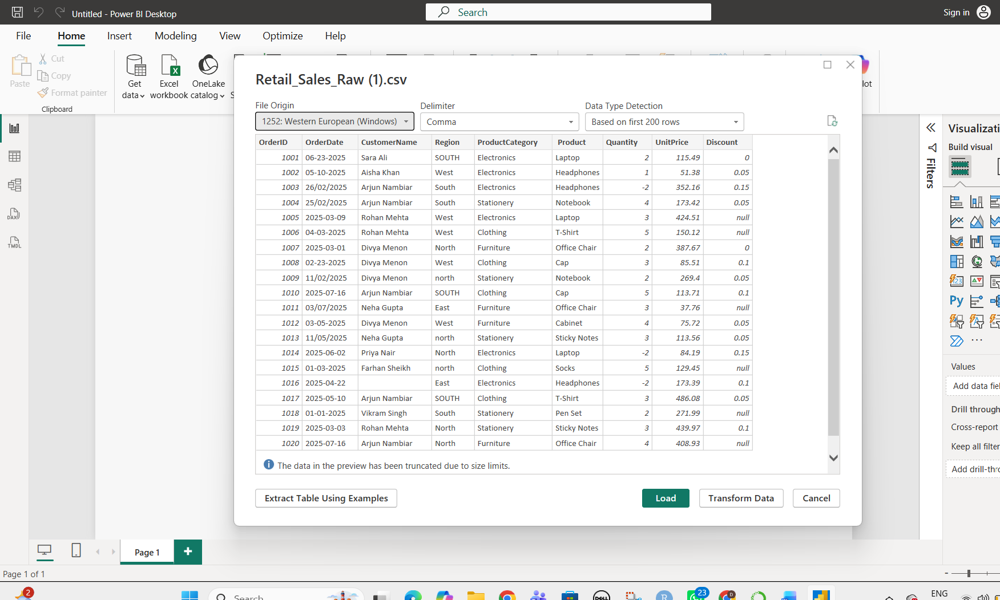 Untitled - Power BI Desktop
Search
Sign in
File
Home
Insert
Modeling
View
Optimize
Help
Paste
Cut
Copy
Format painter
Clipboard
Get data
Excel workbook
OneLake catalog
S
lot
Retail_Sales_Raw (1).csv
File Origin
Delimiter
Data Type Detection
1252: Western European (Windows)
Comma
Based on first 200 rows
OrderID OrderDate CustomerName Region ProductCategory Product Quantity UnitPrice Discount
1001 06-23-2025 Sara Ali SOUTH Electronics Laptop 2 115.49 0
1002 05-10-2025 Aisha Khan West Electronics Headphones 1 51.38 0.05
1003 26/02/2025 Arjun Nambiar South Electronics Headphones -2 352.16 0.15
1004 25/02/2025 Arjun Nambiar South Stationery Notebook 4 173.42 0.05
1005 2025-03-09 Rohan Mehta West Electronics Laptop 3 424.51 null
1006 04-03-2025 Rohan Mehta West Clothing T-Shirt 5 150.12 null
1007 2025-03-01 Divya Menon North Furniture Office Chair 2 387.67 0
1008 02-23-2025 Divya Menon West Clothing Cap 3 85.51 0.1
1009 11/02/2025 Divya Menon north Stationery Notebook 2 269.4 0.05
1010 2025-07-16 Arjun Nambiar SOUTH Clothing Cap 5 113.71 0.1
1011 03/07/2025 Neha Gupta East Furniture Office Chair 3 37.76 null
1012 03-05-2025 Divya Menon West Furniture Cabinet 4 75.72 0.05
1013 11/05/2025 Neha Gupta north Stationery Sticky Notes 3 113.56 0.05
1014 2025-06-02 Priya Nair North Electronics Laptop -2 84.19 0.15
1015 01-03-2025 Farhan Sheikh north Clothing Socks 5 129.45 null
1016 2025-04-22 East Electronics Headphones -2 173.39 0.1
1017 2025-05-10 Arjun Nambiar SOUTH Clothing T-Shirt 3 486.08 0.05
1018 01-01-2025 Vikram Singh South Stationery Pen Set 2 271.99 null
1019 2025-03-03 Rohan Mehta North Stationery Sticky Notes 3 439.97 0.1
1020 2025-07-16 Arjun Nambiar North Furniture Office Chair 4 408.93 null
The data in the preview has been truncated due to size limits.
Extract Table Using Examples
Load
Transform Data
Cancel
DAX
TMDL
Filters
Visualizati
Build visual
123
Py
Values
Add data fiel
Drill through
Cross-report
Keep all filter
Add drill-thro
Page 1
Page 1 of 1
2
Search
DELL
R
23
D
ENG